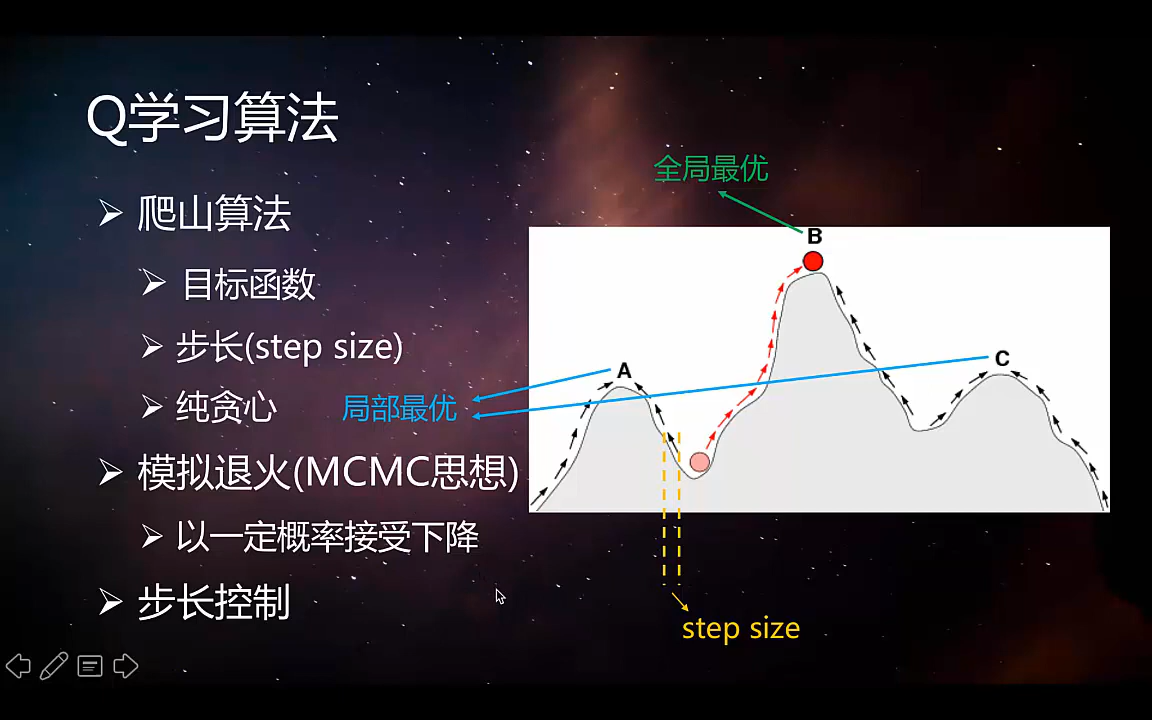 Q学习算法
爬山算法
目标函数
步长(step size)
纯贪心
局部最优
模拟退火(MCMC思想)
以一定概率接受下降
步长控制
全局最优
B
A
C
step size